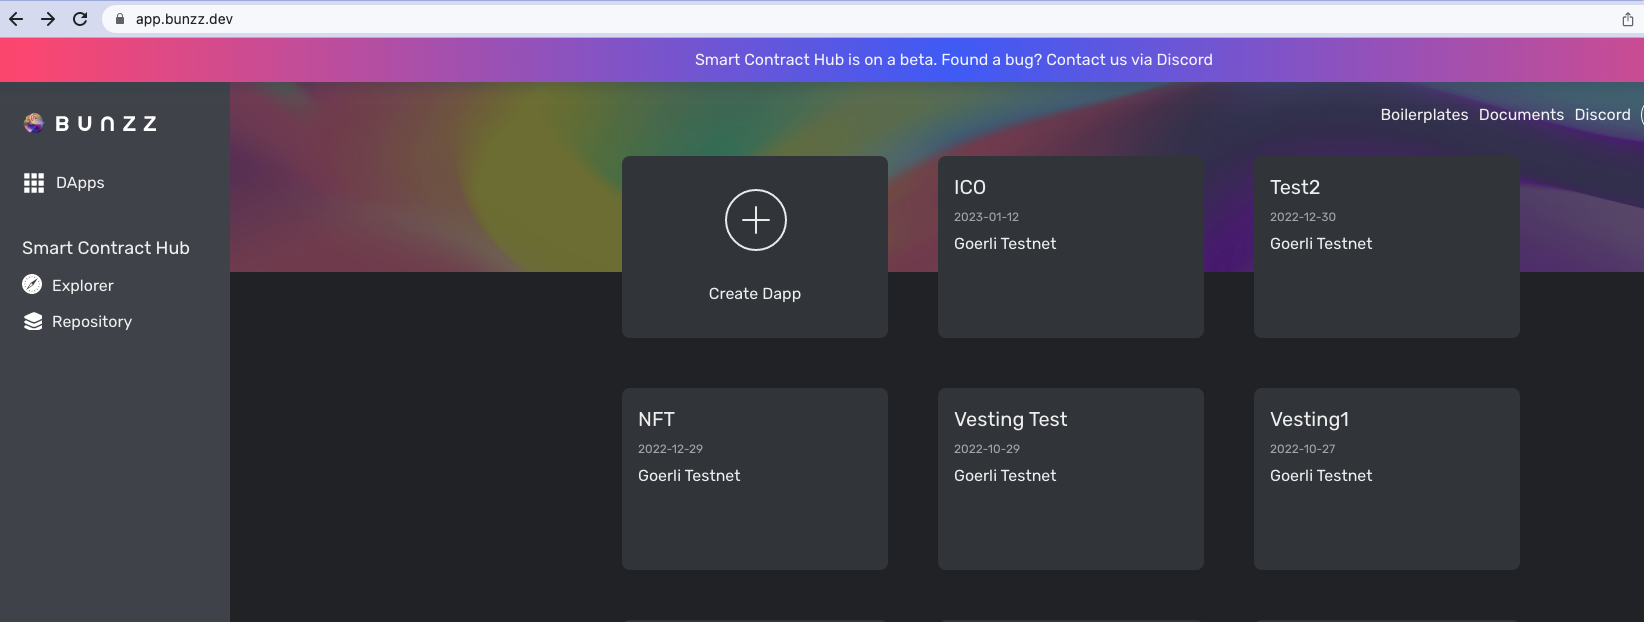 app.bunzz.dev
Smart Contract Hub is on a beta. Found a bug? Contact us via Discord
BUNZZ
Boilerplates Documents Discord
DApps
Smart Contract Hub
Explorer
Repository
Create Dapp
ICO
2023-01-12
Goerli Testnet
Test2
2022-12-30
Goerli Testnet
NFT
2022-12-29
Goerli Testnet
Vesting Test
2022-10-29
Goerli Testnet
Vesting1
2022-10-27
Goerli Testnet